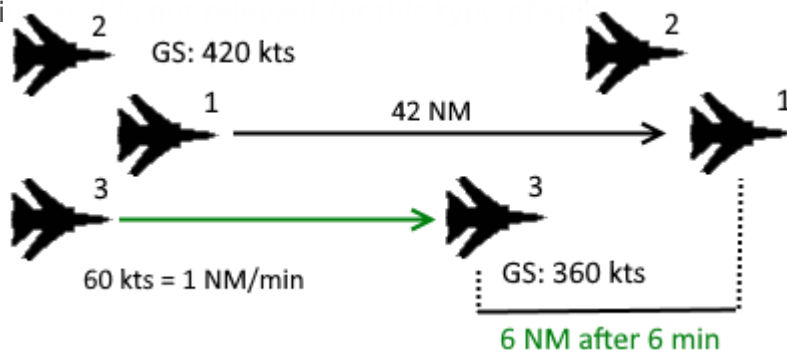 i
2
GS: 420 kts
2
1
42 NM
1
3
3
60 kts = 1 NM/min
GS: 360 kts
6 NM after 6 min